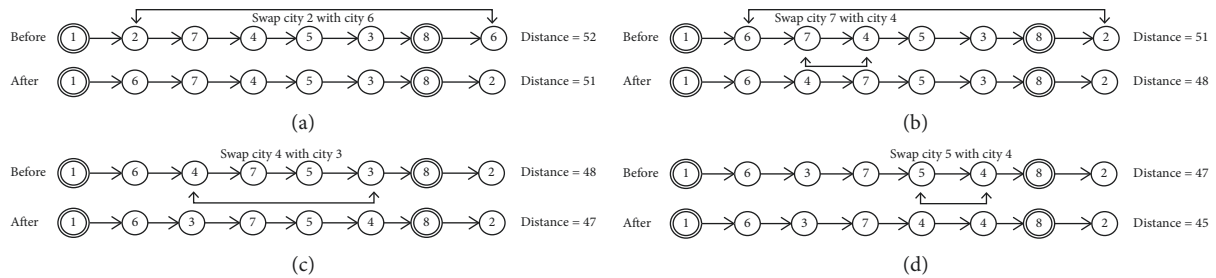 Swap city 2 with city 6
Before 1 2 7 4 5 3 8 6 Distance = 52
After 1 6 7 4 5 3 8 2 Distance = 51
(a)
Swap city 7 with city 4
Before 1 6 7 4 5 3 8 2 Distance = 51
After 1 6 4 7 5 3 8 2 Distance = 48
(b)
Swap city 4 with city 3
Before 1 6 4 7 5 3 8 2 Distance = 48
After 1 6 3 7 5 4 8 2 Distance = 47
(c)
Swap city 5 with city 4
Before 1 6 3 7 5 4 8 2 Distance = 47
After 1 6 3 7 4 4 8 2 Distance = 45
(d)